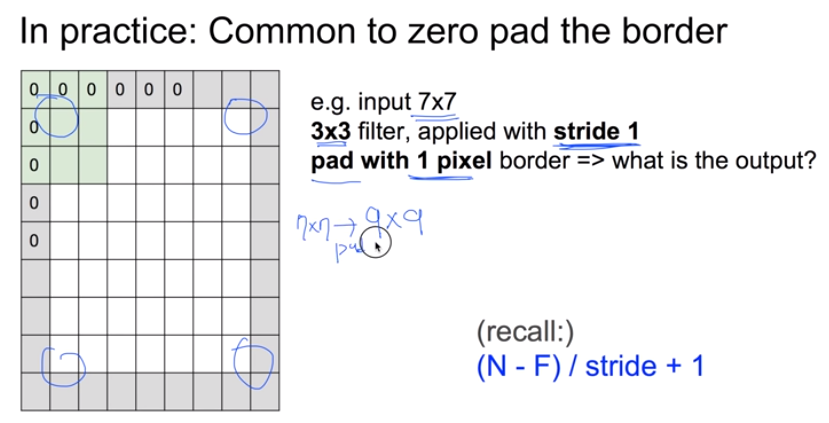 In practice: Common to zero pad the border
0 0 0 0 0 0
0
0
0
0
e.g. input 7x7
3x3 filter, applied with stride 1
pad with 1 pixel border => what is the output?
7x7 → 9x9
(recall:)
(N - F) / stride + 1